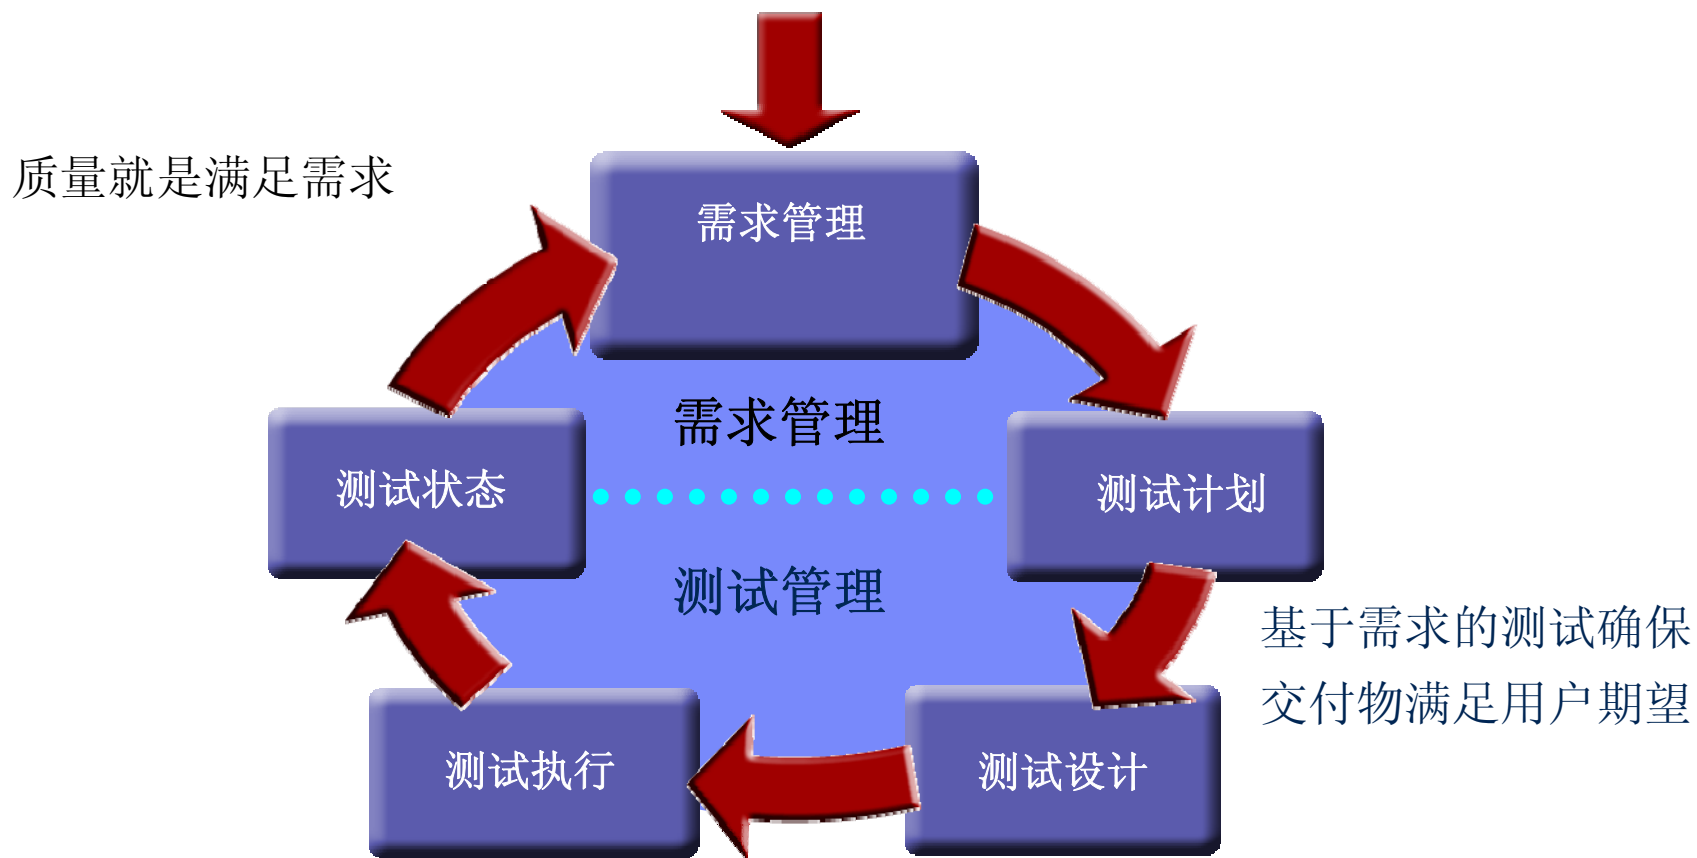 质量就是满足需求
需求管理
需求管理
测试状态
测试计划
测试管理
基于需求的测试确保
交付物满足用户期望
测试执行
测试设计